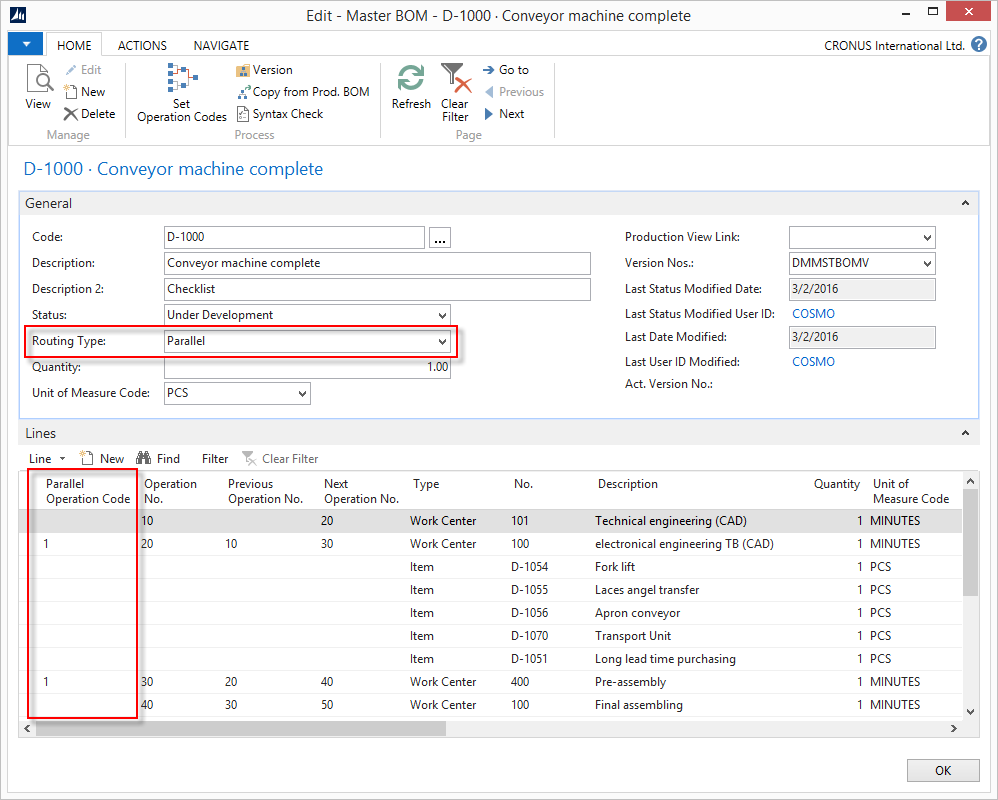 Edit - Master BOM - D-1000 · Conveyor machine complete
HOME ACTIONS NAVIGATE CRONUS International Ltd.
View
Edit
New
Delete
Manage
Set Operation Codes
Version
Copy from Prod. BOM
Syntax Check
Process
Refresh
Clear Filter
Go to
Previous
Next
Page
D-1000 · Conveyor machine complete
General
Code: D-1000 ...
Description: Conveyor machine complete
Description 2: Checklist
Status: Under Development
Routing Type: Parallel
Quantity: 1.00
Unit of Measure Code: PCS
Production View Link:
Version Nos.: DMMSTBOMV
Last Status Modified Date: 3/2/2016
Last Status Modified User ID: COSMO
Last Date Modified: 3/2/2016
Last User ID Modified: COSMO
Act. Version No.:
Lines
Line New Find Filter Clear Filter
Parallel Operation Code Operation No. Previous Operation No. Next Operation No. Type No. Description Quantity Unit of Measure Code
10 20 Work Center 101 Technical engineering (CAD) 1 MINUTES
1 20 10 30 Work Center 100 electronical engineering TB (CAD) 1 MINUTES
Item D-1054 Fork lift 1 PCS
Item D-1055 Laces angel transfer 1 PCS
Item D-1056 Apron conveyor 1 PCS
Item D-1070 Transport Unit 1 PCS
Item D-1051 Long lead time purchasing 1 PCS
1 30 20 40 Work Center 400 Pre-assembly 1 MINUTES
40 30 50 Work Center 100 Final assembling 1 MINUTES
OK